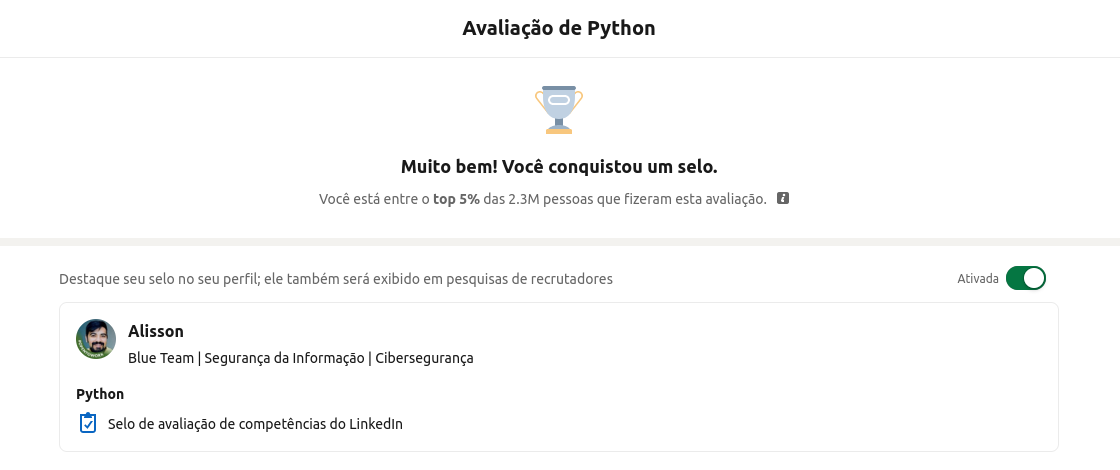 Avaliação de Python
Muito bem! Você conquistou um selo.
Você está entre o top 5% das 2.3M pessoas que fizeram esta avaliação.
Destaque seu selo no seu perfil; ele também será exibido em pesquisas de recrutadores
Ativada
Alisson
Blue Team | Segurança da Informação | Cibersegurança
Python
Selo de avaliação de competências do LinkedIn